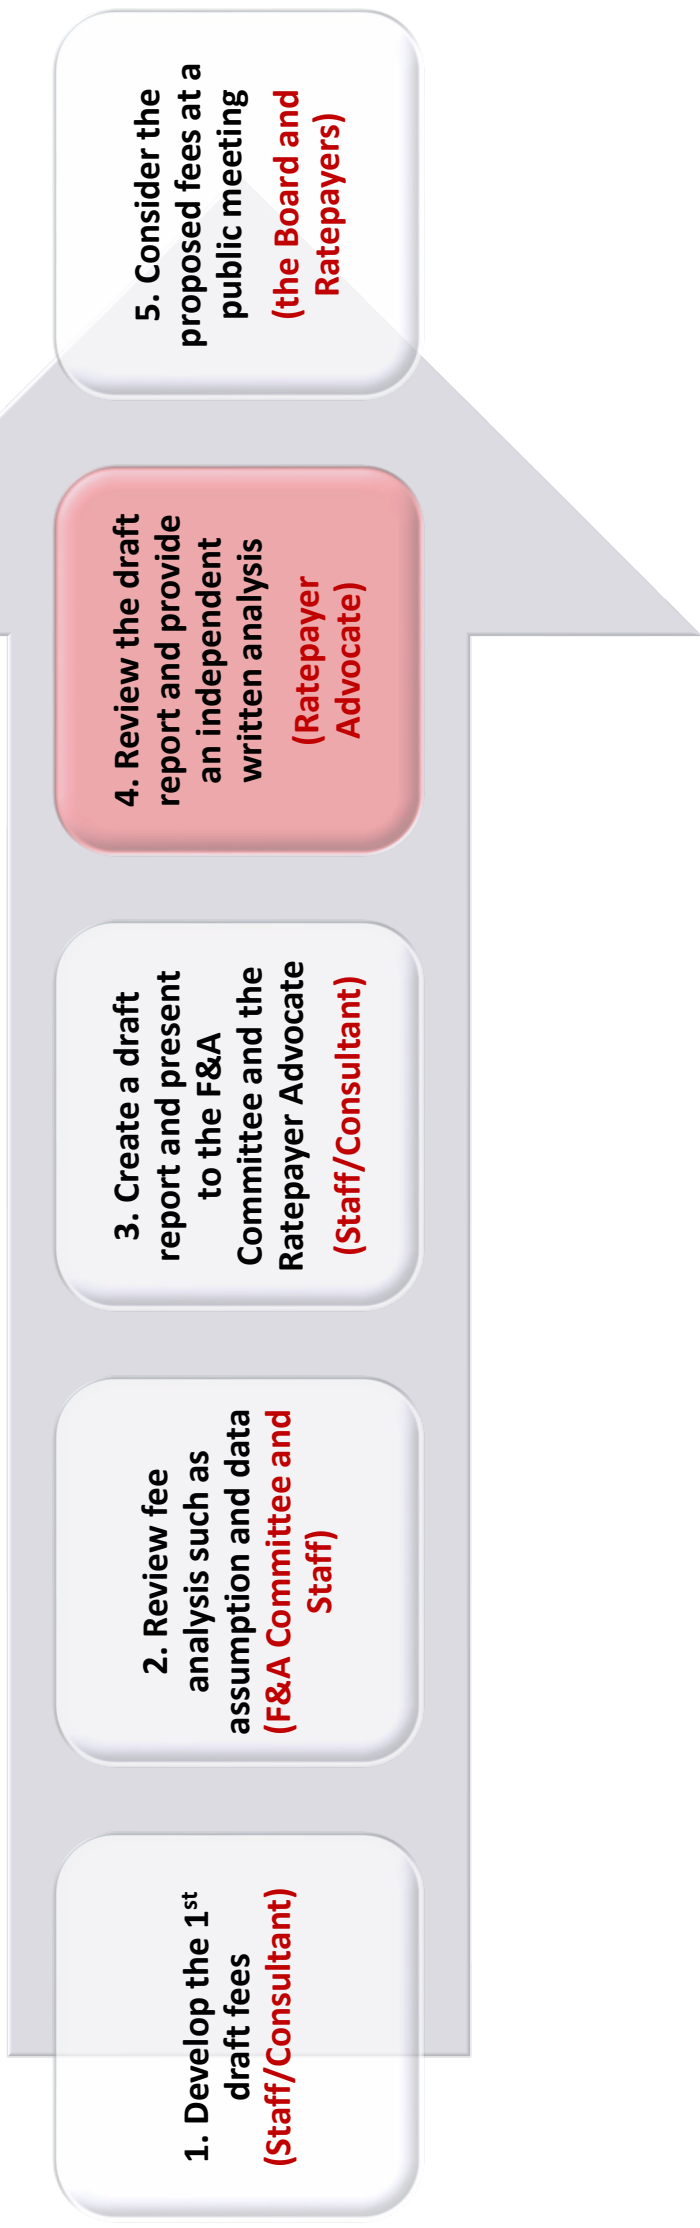 1. Develop the 1st
draft fees
(Staff/Consultant)
2. Review fee
analysis such as
assumption and data
(F&A Committee and
Staff)
3. Create a draft
report and present
to the F&A
Committee and the
Ratepayer Advocate
(Staff/Consultant)
4. Review the draft
report and provide
an independent
written analysis
(Ratepayer
Advocate)
5. Consider the
proposed fees at a
public meeting
(the Board and
Ratepayers)